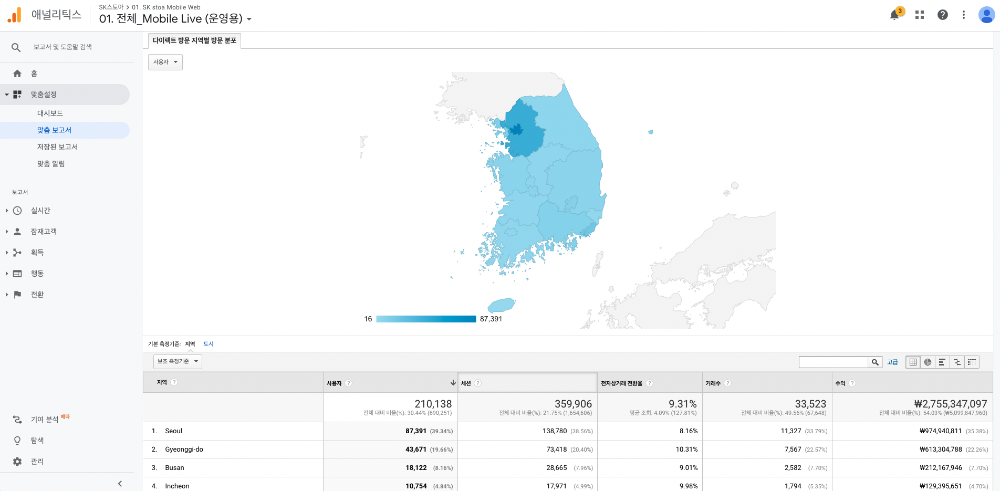 애널리틱스
SK스토아 > 01. SK stoa Mobile Web
01. 전체_Mobile Live (운영용)
3
보고서 및 도움말 검색
홈
맞춤설정
대시보드
맞춤 보고서
저장된 보고서
맞춤 알림
보고서
실시간
잠재고객
획득
행동
전환
기여 분석 베타
탐색
관리
다이렉트 방문 지역별 방문 분포
사용자
16 87,391
기본 측정기준: 지역 도시
보조 측정기준
고급
지역 ? 사용자 ? 세션 ? 전자상거래 전환율 ? 거래수 ? 수익 ?
210,138 359,906 9.31% 33,523 ₩2,755,347,097
전체 대비 비율(%): 30.44% (690,251) 전체 대비 비율(%): 21.75% (1,654,606) 평균 조회: 4.09% (127.81%) 전체 대비 비율(%): 49.56% (67,648) 전체 대비 비율(%): 54.03% (₩5,099,847,960)
1. Seoul 87,391 (39.34%) 138,780 (38.56%) 8.16% 11,327 (33.79%) ₩974,940,811 (35.38%)
2. Gyeonggi-do 43,671 (19.66%) 73,418 (20.40%) 10.31% 7,567 (22.57%) ₩613,304,788 (22.26%)
3. Busan 18,122 (8.16%) 28,665 (7.96%) 9.01% 2,582 (7.70%) ₩212,167,946 (7.70%)
4. Incheon 10,754 (4.84%) 17,971 (4.99%) 9.98% 1,794 (5.35%) ₩129,395,651 (4.70%)